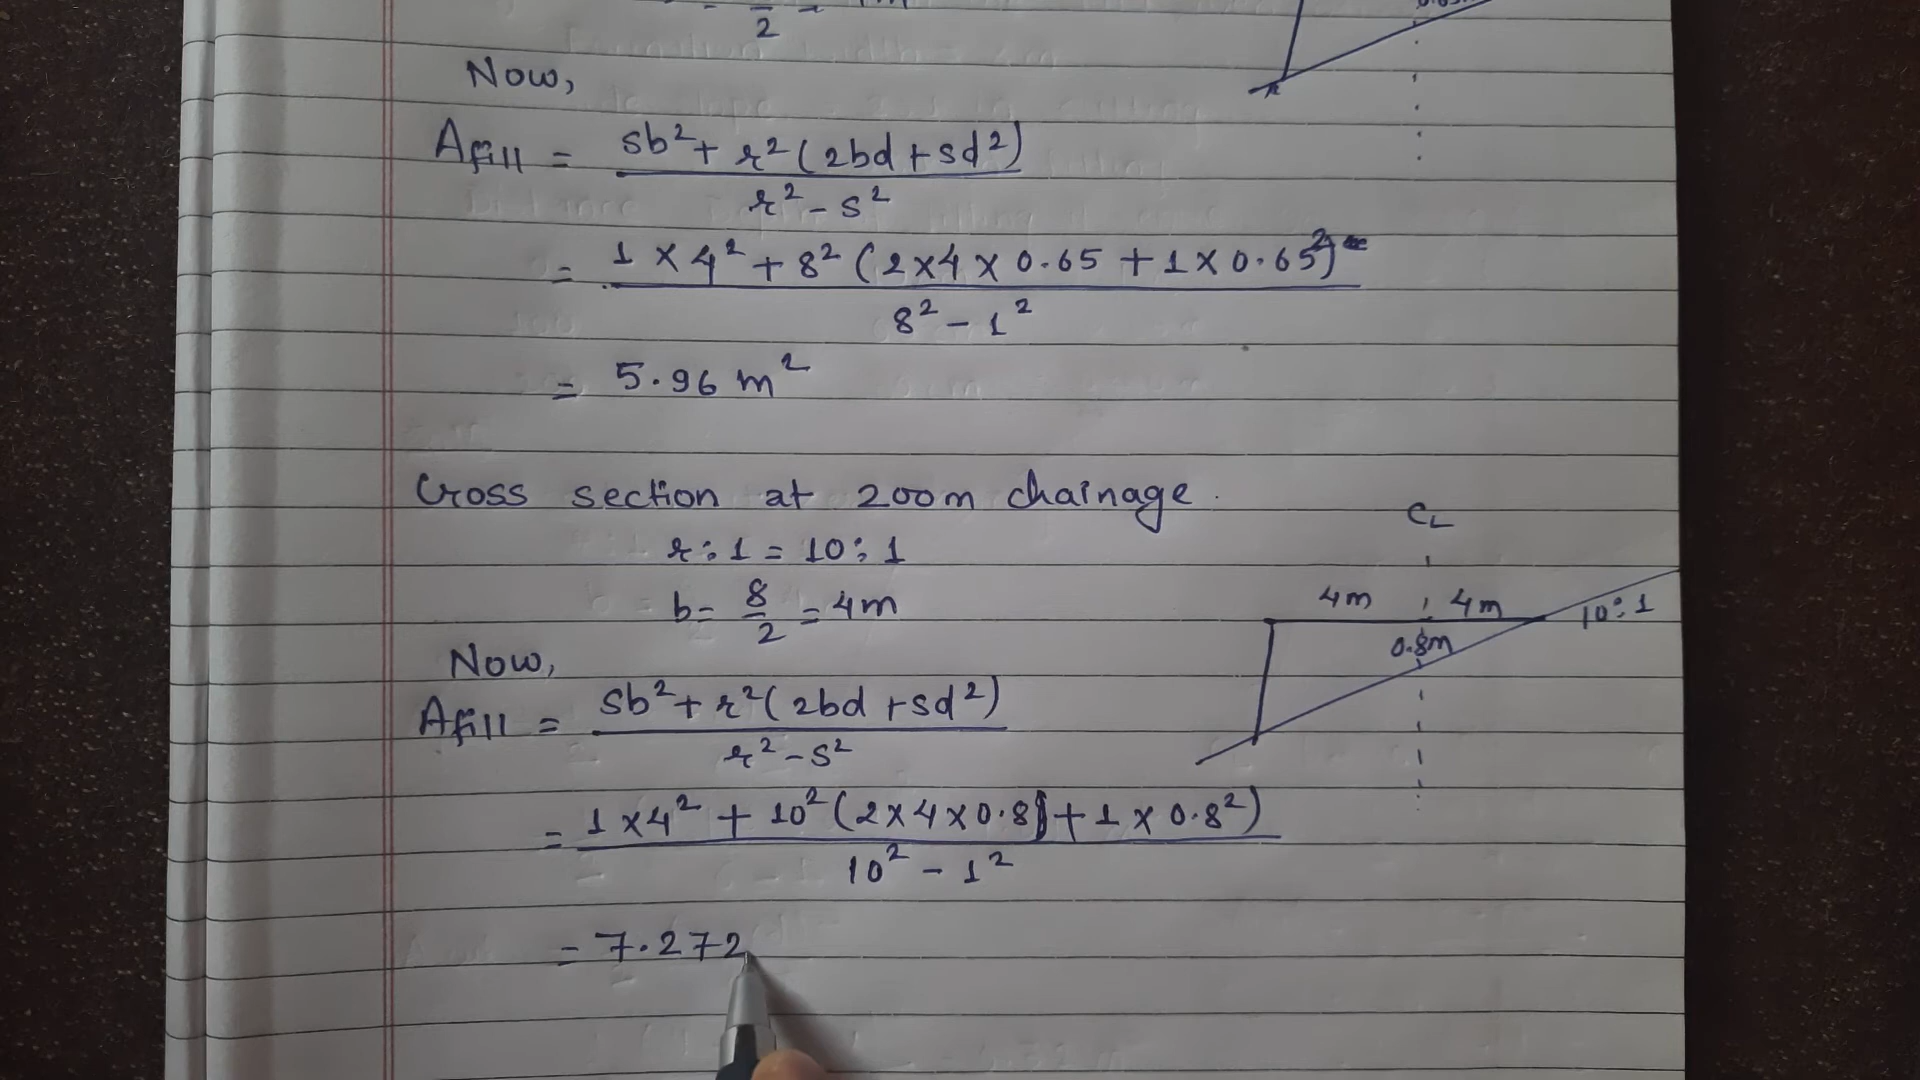 2
Now,
Afill = sb² + r²(2bd + sd²)
r² - s²
= 1 × 4² + 8² (2×4 × 0.65 + 1 × 0.65²)
8² - 1²
= 5.96 m²
Cross section at 200m chainage.
r : 1 = 10 : 1
b = 8/2 = 4m
CL
4m 4m 10:1
0.8m
Now,
Afill = sb² + r²(2bd + sd²)
r² - s²
= 1 × 4² + 10² (2 × 4 × 0.8 + 1 × 0.8²)
10² - 1²
= 7.272